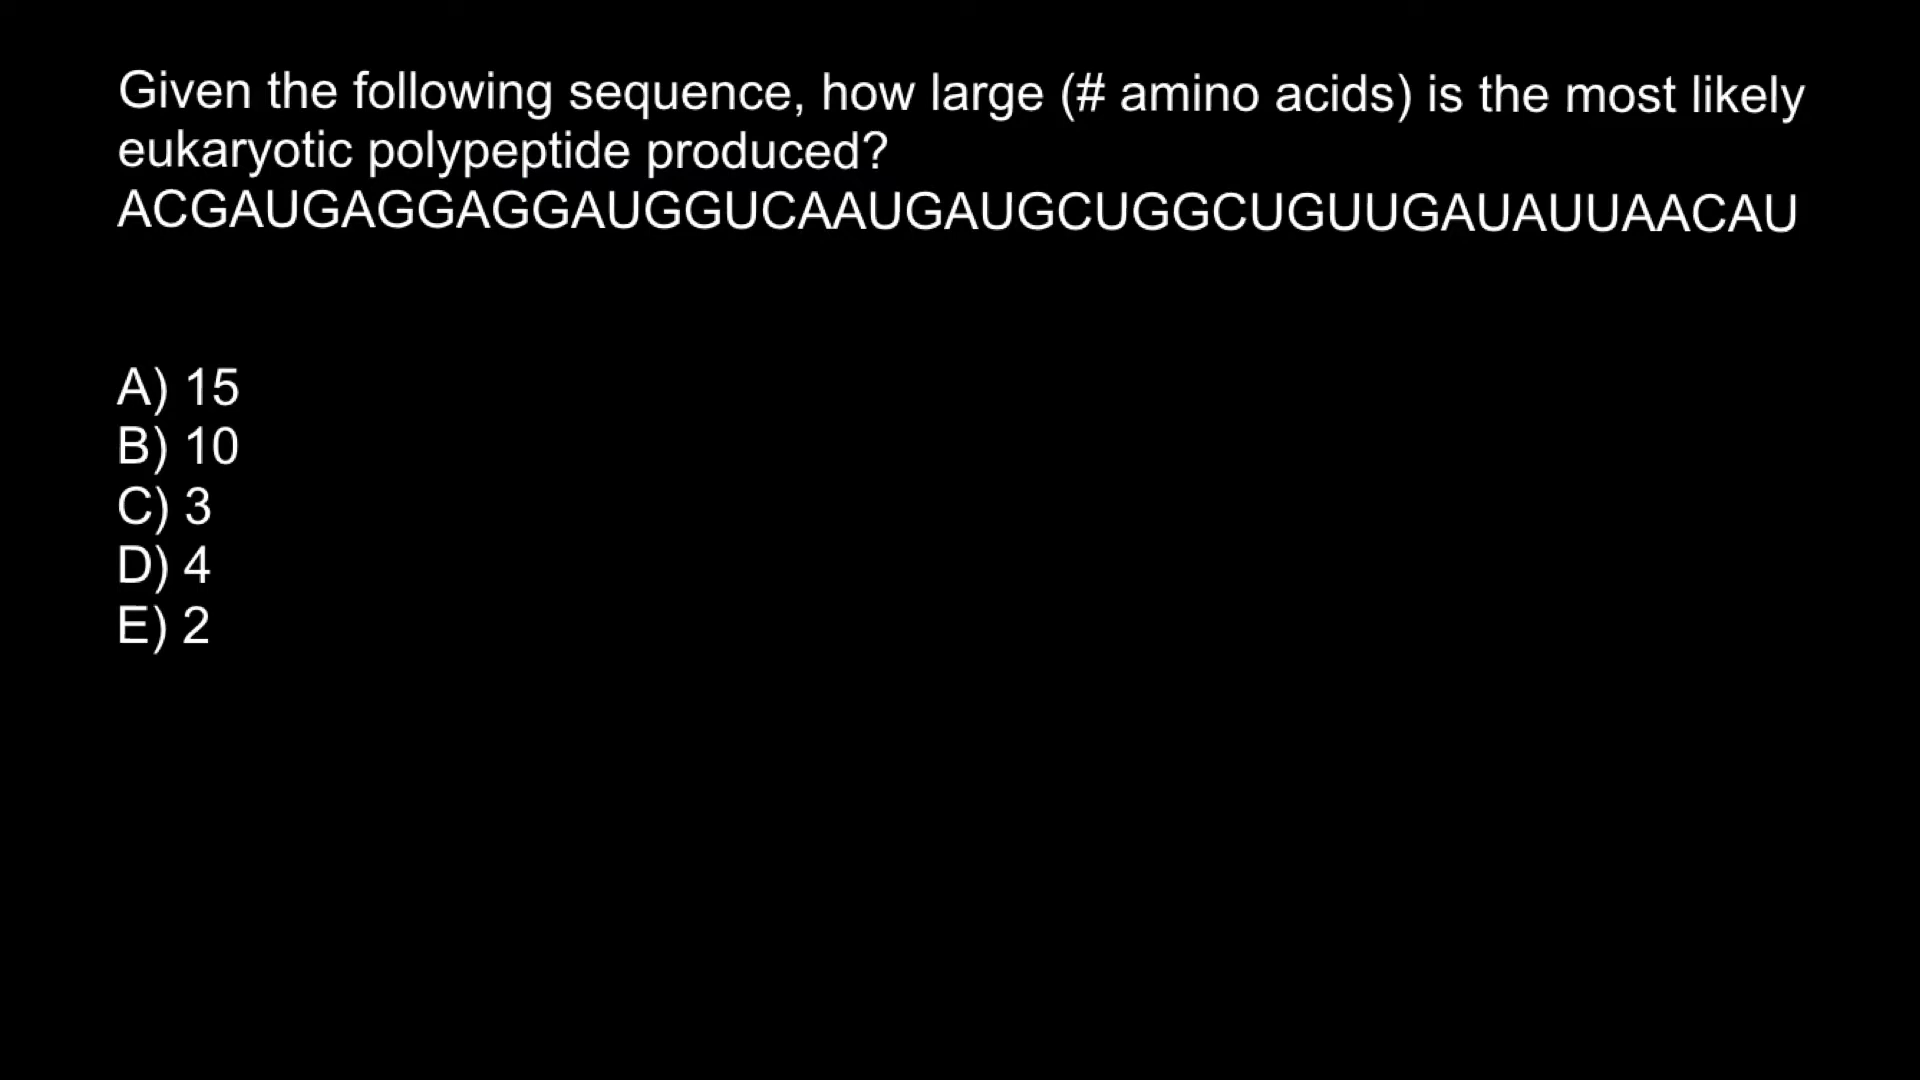 Given the following sequence, how large (# amino acids) is the most likely
eukaryotic polypeptide produced?
ACGAUGAGGAGGAUGGUCAAUGAUGCUGGCUGUUGAUAUUAACAU
A) 15
B) 10
C) 3
D) 4
E) 2